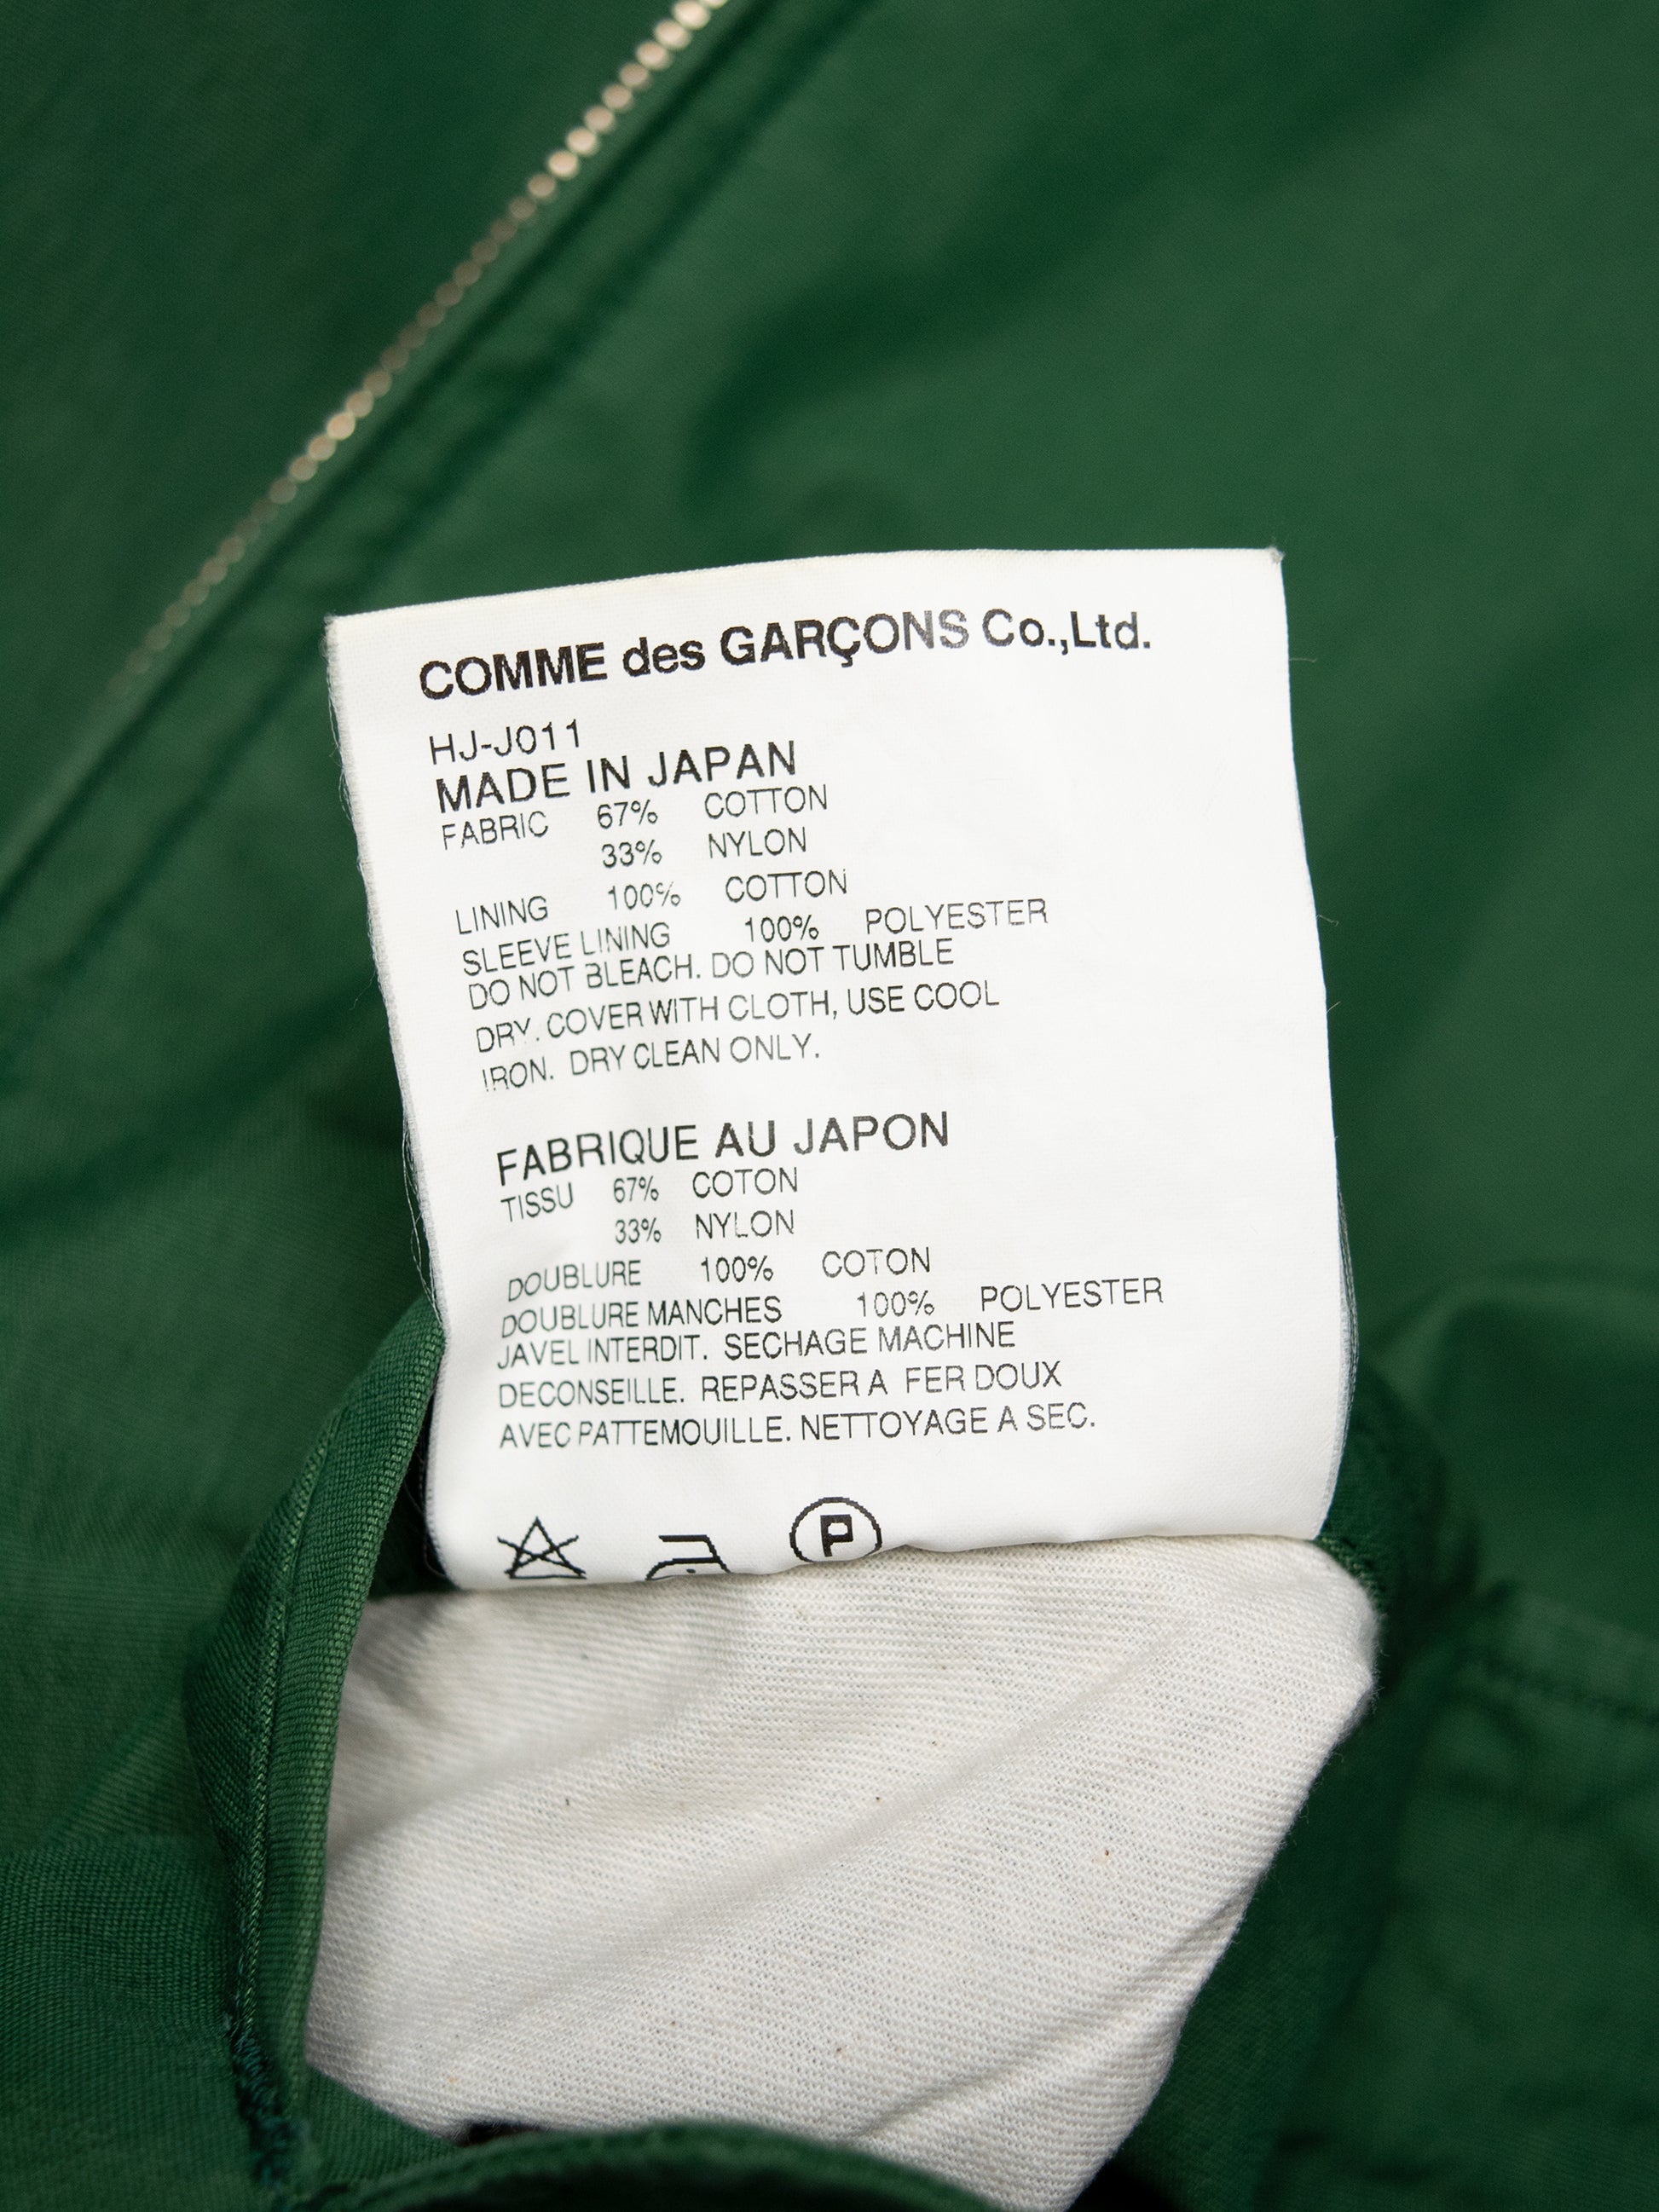 COMME des GARÇONS Co.,Ltd.
HJ-J011
MADE IN JAPAN
FABRIC 67% COTTON
33% NYLON
LINING 100% COTTON
SLEEVE LINING 100% POLYESTER
DO NOT BLEACH. DO NOT TUMBLE
DRY. COVER WITH CLOTH, USE COOL
IRON. DRY CLEAN ONLY.
FABRIQUE AU JAPON
TISSU 67% COTON
33% NYLON
DOUBLURE 100% COTON
DOUBLURE MANCHES 100% POLYESTER
JAVEL INTERDIT. SECHAGE MACHINE
DECONSEILLE. REPASSER A FER DOUX
AVEC PATTEMOUILLE. NETTOYAGE A SEC.
P